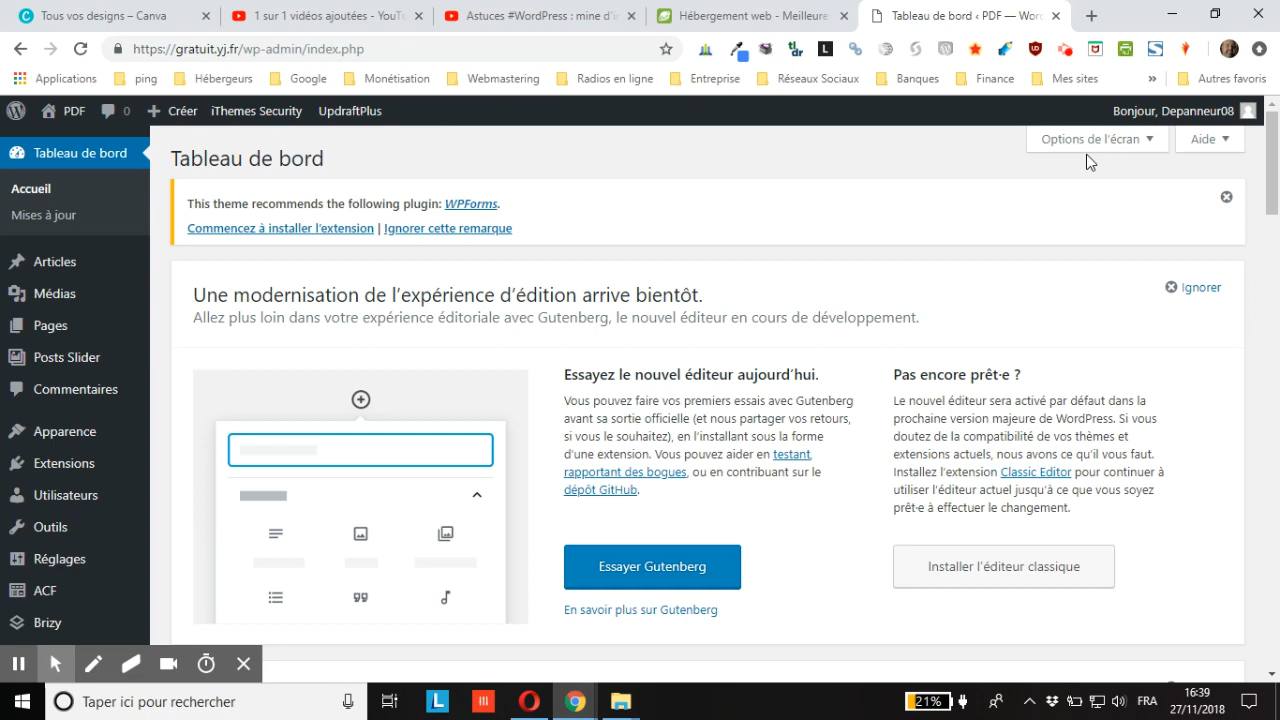 Tous vos designs – Canva
1 sur 1 vidéos ajoutées - YouT
Astuces #WordPress : mine d'in
Hébergement web - Meilleure
Tableau de bord ‹ PDF — Word
https://gratuit.yj.fr/wp-admin/index.php
Applications
ping
Hébergeurs
Google
Monétisation
Webmastering
Radios en ligne
Entreprise
Réseaux Sociaux
Banques
Finance
Mes sites
»
Autres favoris
PDF
0
Créer
iThemes Security
UpdraftPlus
Bonjour, Depanneur08
Tableau de bord
Accueil
Mises à jour
Articles
Médias
Pages
Posts Slider
Commentaires
Apparence
Extensions
Utilisateurs
Outils
Réglages
ACF
Brizy
Options de l'écran
Aide
Tableau de bord
This theme recommends the following plugin: WPForms.
Commencez à installer l'extension | Ignorer cette remarque
Une modernisation de l'expérience d'édition arrive bientôt.
Ignorer
Allez plus loin dans votre expérience éditoriale avec Gutenberg, le nouvel éditeur en cours de développement.
Essayez le nouvel éditeur aujourd'hui.
Vous pouvez faire vos premiers essais avec Gutenberg
avant sa sortie officielle (et nous partager vos retours,
si vous le souhaitez), en l'installant sous la forme
d'une extension. Vous pouvez aider en testant,
rapportant des bogues, ou en contribuant sur le
dépôt GitHub.
Essayer Gutenberg
En savoir plus sur Gutenberg
Pas encore prêt·e ?
Le nouvel éditeur sera activé par défaut dans la
prochaine version majeure de WordPress. Si vous
doutez de la compatibilité de vos thèmes et
extensions actuels, nous avons ce qu'il vous faut.
Installez l'extension Classic Editor pour continuer à
utiliser l'éditeur actuel jusqu'à ce que vous soyez
prêt·e à effectuer le changement.
Installer l'éditeur classique
Taper ici pour rechercher
21%
FRA
16:39
27/11/2018